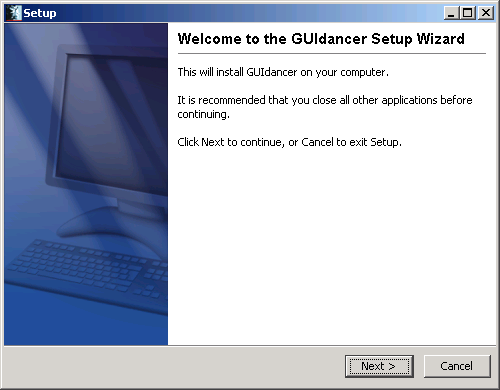 Setup
Welcome to the GUIdancer Setup Wizard
This will install GUIdancer on your computer.
It is recommended that you close all other applications before
continuing.
Click Next to continue, or Cancel to exit Setup.
Next >
Cancel